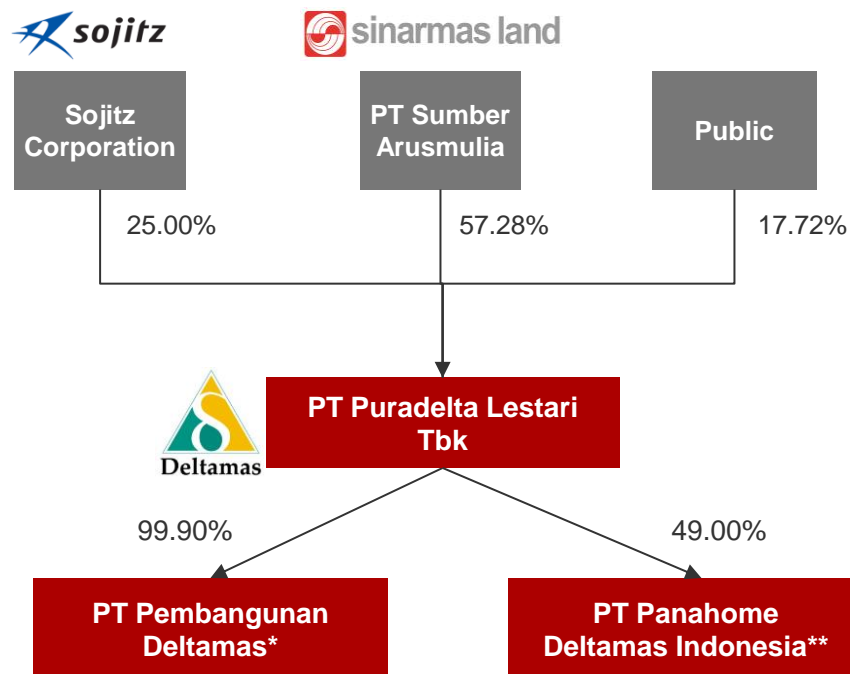 sojitz
sinarmas land
Sojitz
Corporation
PT Sumber
Arusmulia
Public
25.00%
57.28%
17.72%
PT Puradelta Lestari
Tbk
Deltamas
99.90%
49.00%
PT Pembangunan
Deltamas*
PT Panahome
Deltamas Indonesia**